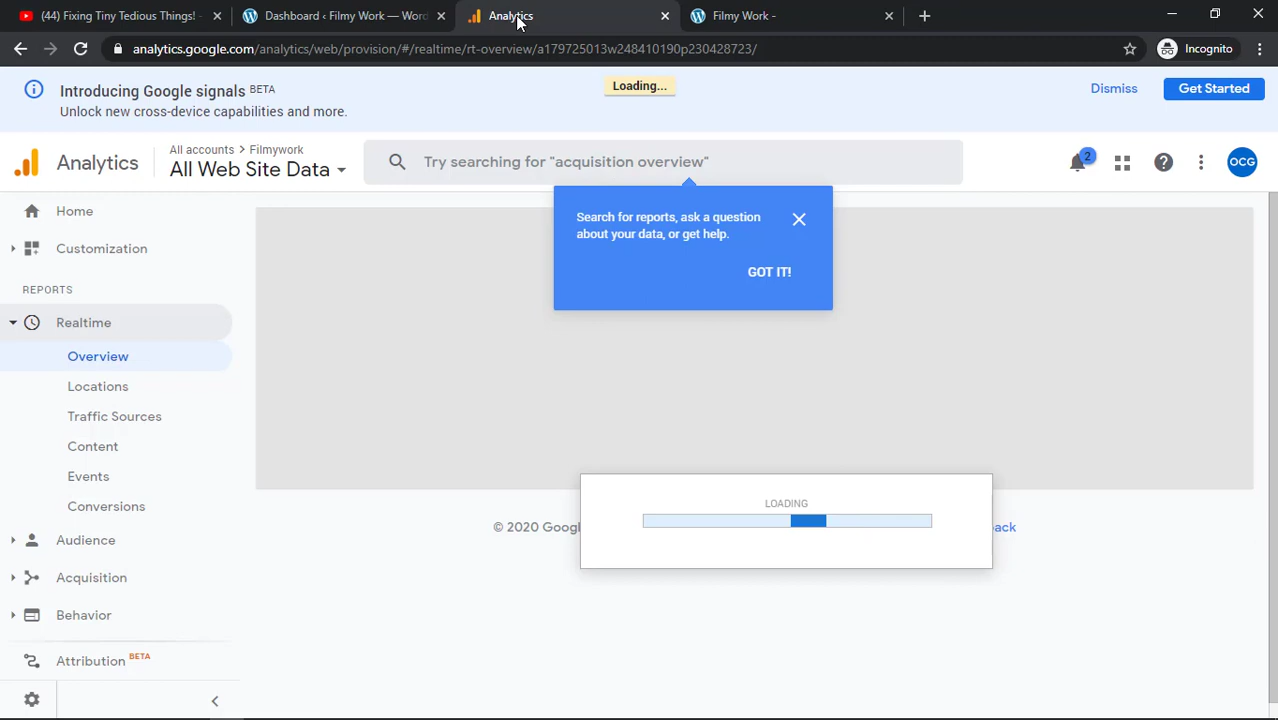 (44) Fixing Tiny Tedious Things! -
Dashboard ‹ Filmy Work — Word
Analytics
Filmy Work -
analytics.google.com/analytics/web/provision/#/realtime/rt-overview/a179725013w248410190p230428723/
Incognito
Introducing Google signals BETA
Unlock new cross-device capabilities and more.
Loading...
Dismiss
Get Started
Analytics
All accounts > Filmywork
All Web Site Data
Try searching for "acquisition overview"
2
OCG
Search for reports, ask a question
about your data, or get help.
GOT IT!
Home
Customization
REPORTS
Realtime
Overview
Locations
Traffic Sources
Content
Events
Conversions
Audience
Acquisition
Behavior
Attribution BETA
LOADING
© 2020 Googl
back